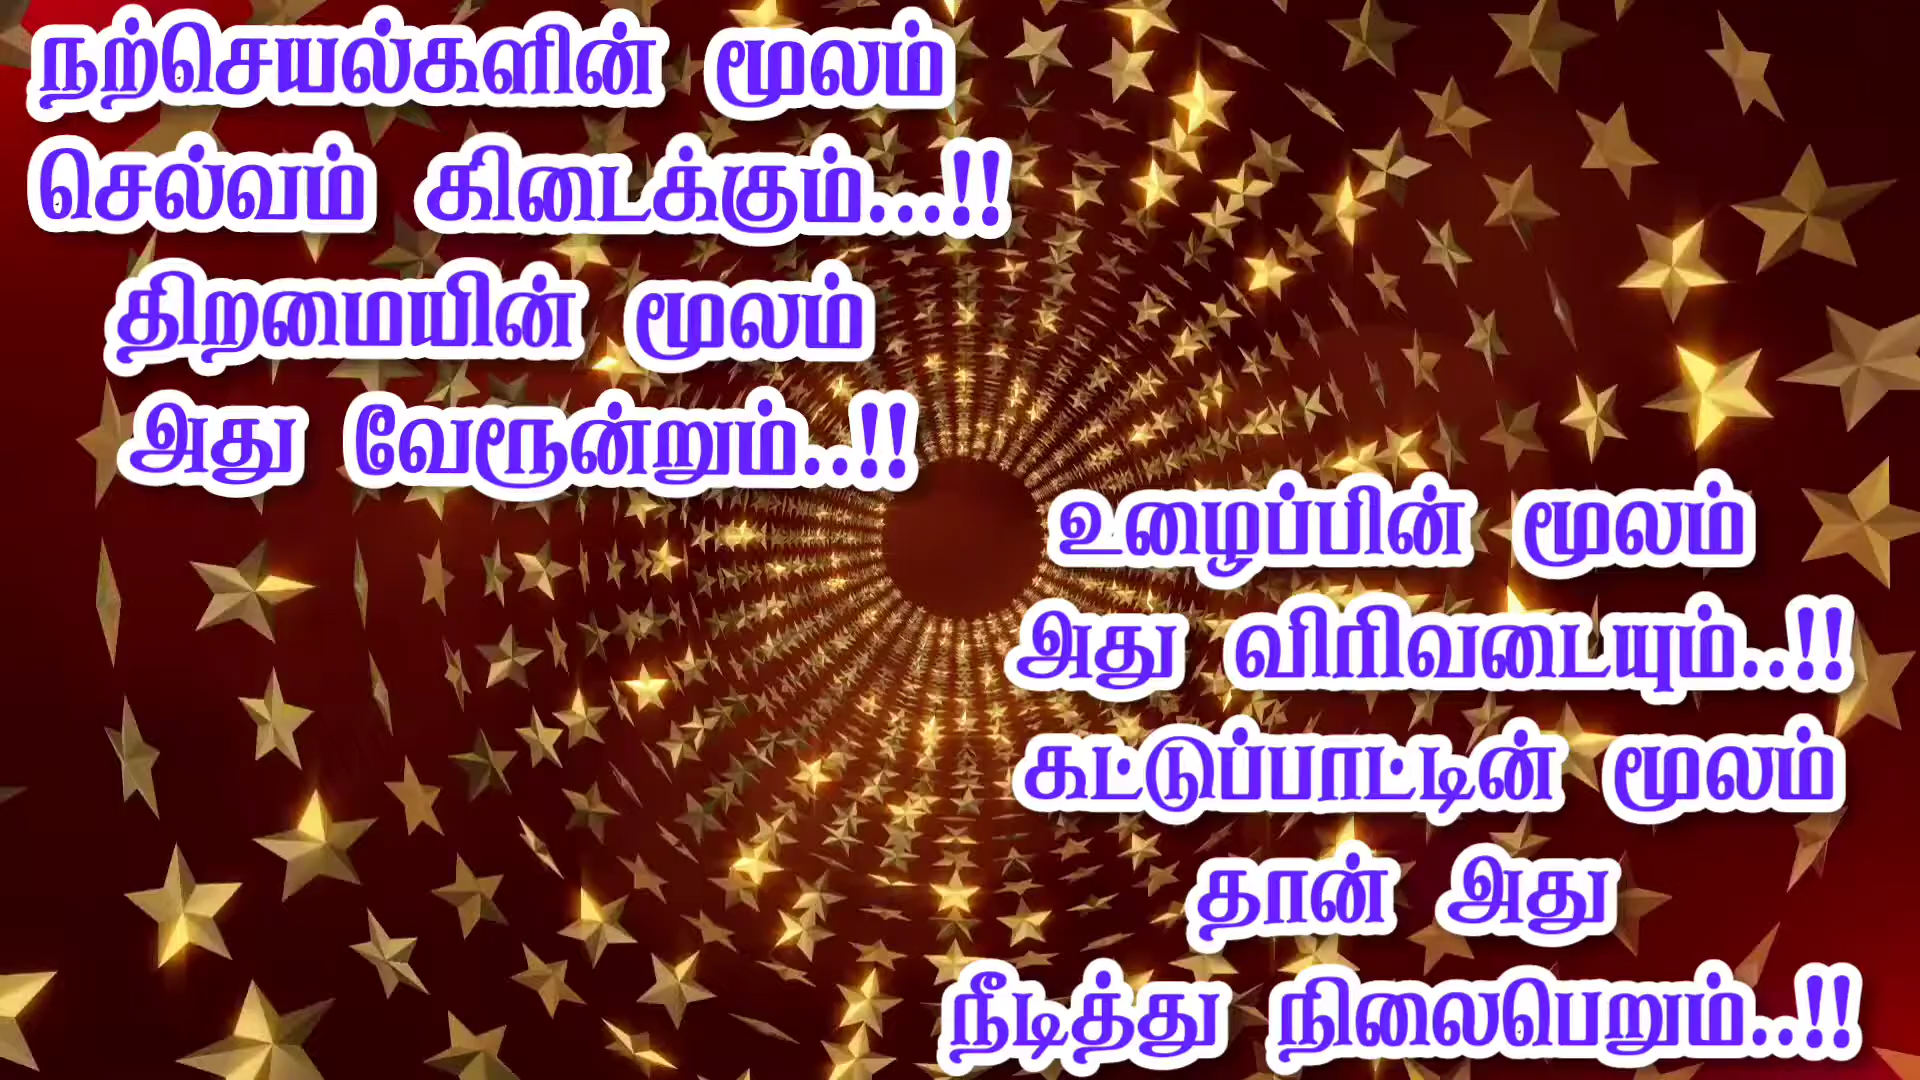 நற்செயல்களின் மூலம்
செல்வம் கிடைக்கும்...!!
திறமையின் மூலம்
அது வேரூன்றும்..!!
உழைப்பின் மூலம்
அது விரிவடையும்..!!
கட்டுப்பாட்டின் மூலம்
தான் அது
நீடித்து நிலைபெறும்..!!